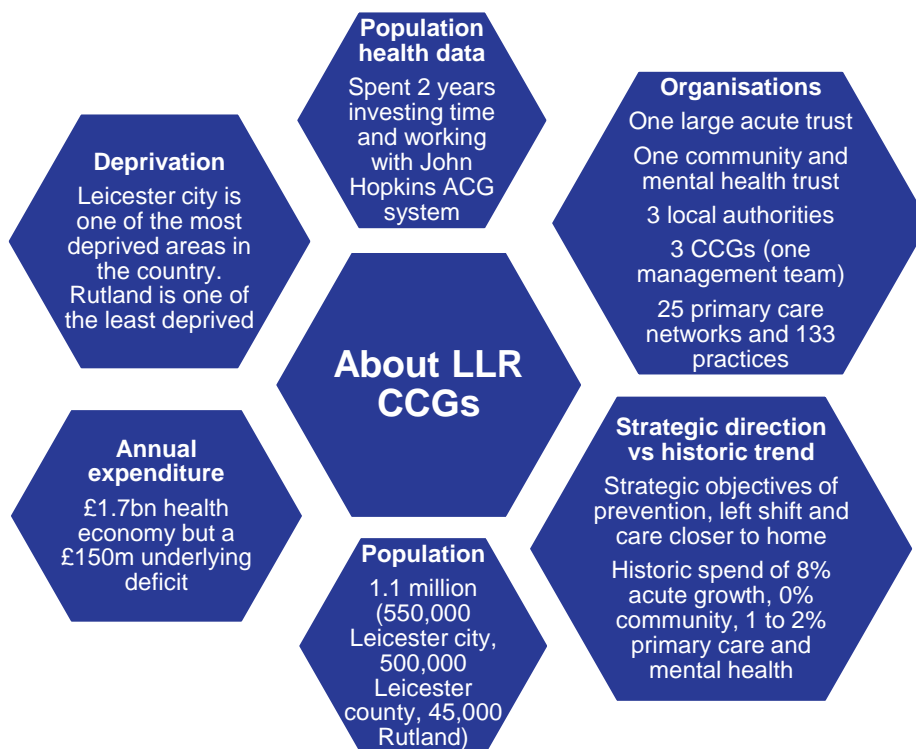 Population
health data
Spent 2 years
investing time
and working
with John
Hopkins ACG
system
Organisations
One large acute trust
One community and
mental health trust
3 local authorities
3 CCGs (one
management team)
25 primary care
networks and 133
practices
Deprivation
Leicester city is
one of the most
deprived areas in
the country.
Rutland is one of
the least deprived
About LLR
CCGs
Annual
expenditure
£1.7bn health
economy but a
£150m underlying
deficit
Strategic direction
vs historic trend
Strategic objectives of
prevention, left shift and
care closer to home
Historic spend of 8%
acute growth, 0%
community, 1 to 2%
primary care and
mental health
Population
1.1 million
(550,000
Leicester city,
500,000
Leicester
county, 45,000
Rutland)